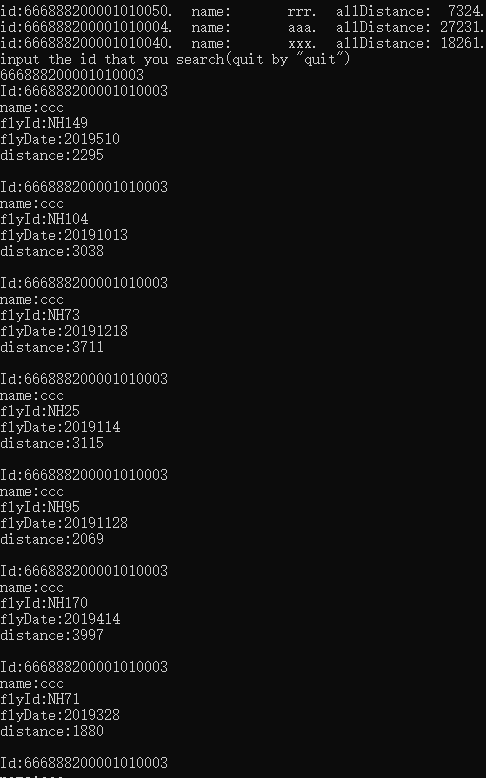 id:666888200001010050.  name:       rrr.  allDistance:  7324.
id:666888200001010004.  name:       aaa.  allDistance: 27231.
id:666888200001010040.  name:       xxx.  allDistance: 18261.
input the id that you search(quit by "quit")
666888200001010003
Id:666888200001010003
name:ccc
flyId:NH149
flyDate:2019510
distance:2295

Id:666888200001010003
name:ccc
flyId:NH104
flyDate:20191013
distance:3038

Id:666888200001010003
name:ccc
flyId:NH73
flyDate:20191218
distance:3711

Id:666888200001010003
name:ccc
flyId:NH25
flyDate:2019114
distance:3115

Id:666888200001010003
name:ccc
flyId:NH95
flyDate:20191128
distance:2069

Id:666888200001010003
name:ccc
flyId:NH170
flyDate:2019414
distance:3997

Id:666888200001010003
name:ccc
flyId:NH71
flyDate:2019328
distance:1880

Id:666888200001010003